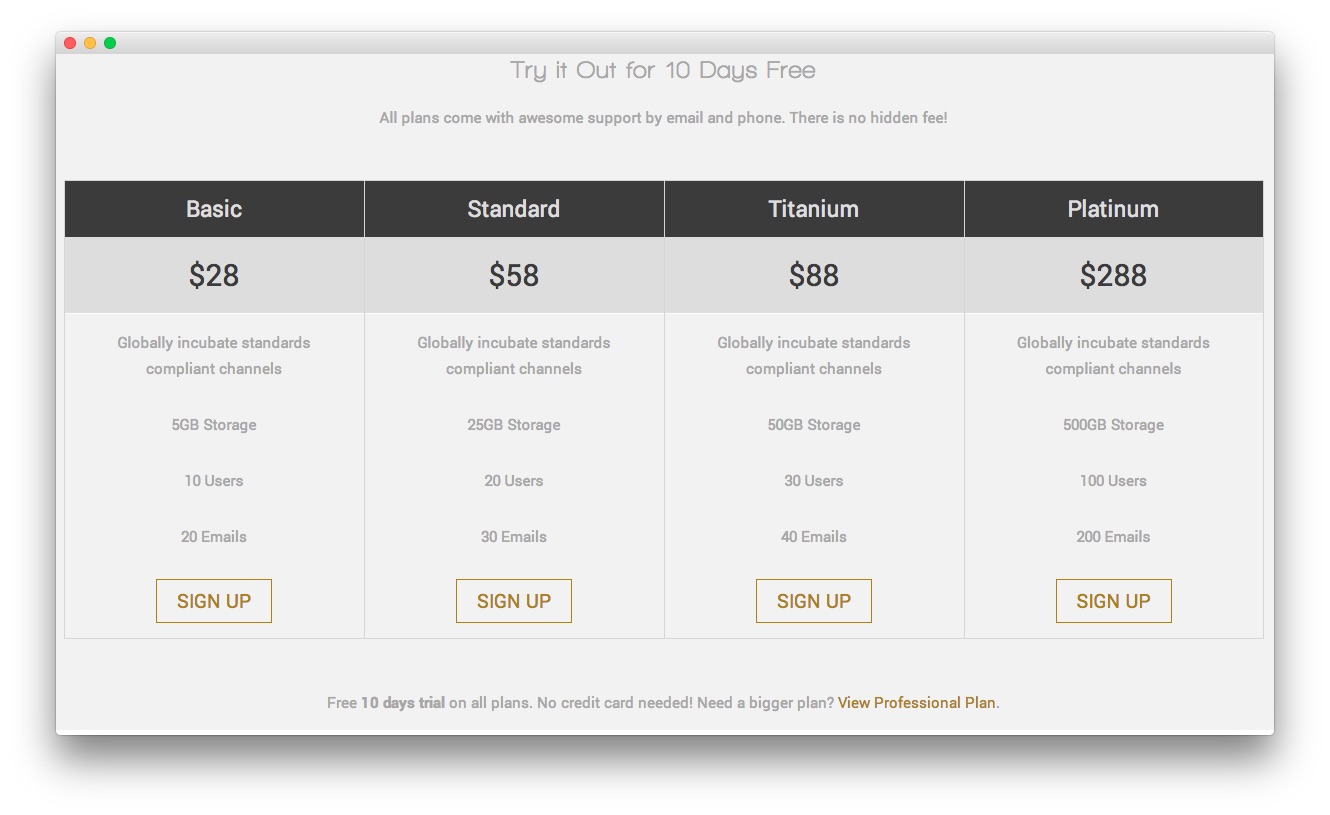 Try it Out for 10 Days Free
All plans come with awesome support by email and phone. There is no hidden fee!
Basic
Standard
Titanium
Platinum
$28
$58
$88
$288
Globally incubate standards
compliant channels
Globally incubate standards
compliant channels
Globally incubate standards
compliant channels
Globally incubate standards
compliant channels
5GB Storage
25GB Storage
50GB Storage
500GB Storage
10 Users
20 Users
30 Users
100 Users
20 Emails
30 Emails
40 Emails
200 Emails
SIGN UP
SIGN UP
SIGN UP
SIGN UP
Free 10 days trial on all plans. No credit card needed! Need a bigger plan? View Professional Plan.